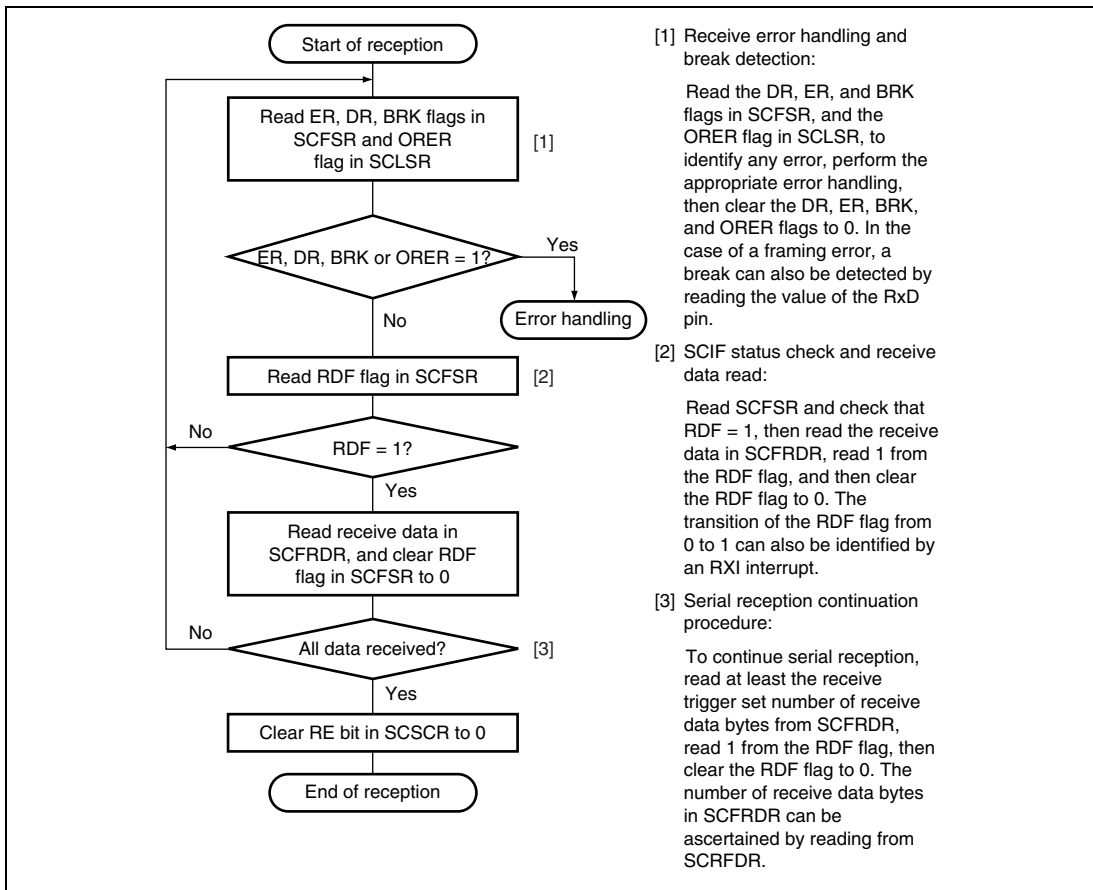 Start of reception
Read ER, DR, BRK flags in
SCFSR and ORER
flag in SCLSR
[1]
ER, DR, BRK or ORER = 1?
Yes
Error handling
No
Read RDF flag in SCFSR
[2]
No
RDF = 1?
Yes
Read receive data in
SCFRDR, and clear RDF
flag in SCFSR to 0
No
All data received?
[3]
Yes
Clear RE bit in SCSCR to 0
End of reception
[1] Receive error handling and
break detection:
Read the DR, ER, and BRK
flags in SCFSR, and the
ORER flag in SCLSR, to
identify any error, perform the
appropriate error handling,
then clear the DR, ER, BRK,
and ORER flags to 0. In the
case of a framing error, a
break can also be detected by
reading the value of the RxD
pin.
[2] SCIF status check and receive
data read:
Read SCFSR and check that
RDF = 1, then read the receive
data in SCFRDR, read 1 from
the RDF flag, and then clear
the RDF flag to 0. The
transition of the RDF flag from
0 to 1 can also be identified by
an RXI interrupt.
[3] Serial reception continuation
procedure:
To continue serial reception,
read at least the receive
trigger set number of receive
data bytes from SCFRDR,
read 1 from the RDF flag, then
clear the RDF flag to 0. The
number of receive data bytes
in SCFRDR can be
ascertained by reading from
SCRFDR.